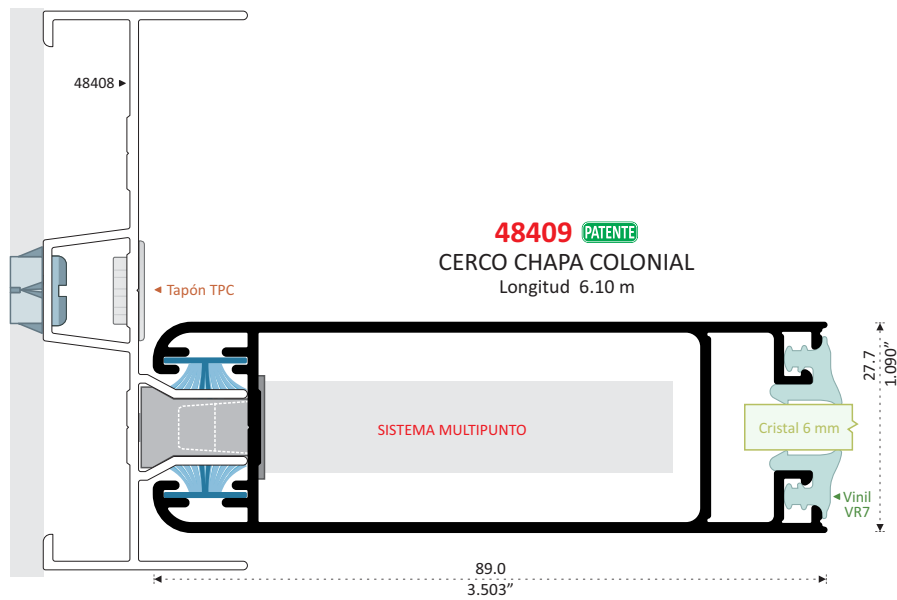 48408
48409 PATENTE
CERCO CHAPA COLONIAL
Longitud 6.10 m
Tapón TPC
27.7
1.090”
SISTEMA MULTIPUNTO
Cristal 6 mm
Vinil
VR7
89.0
3.503”